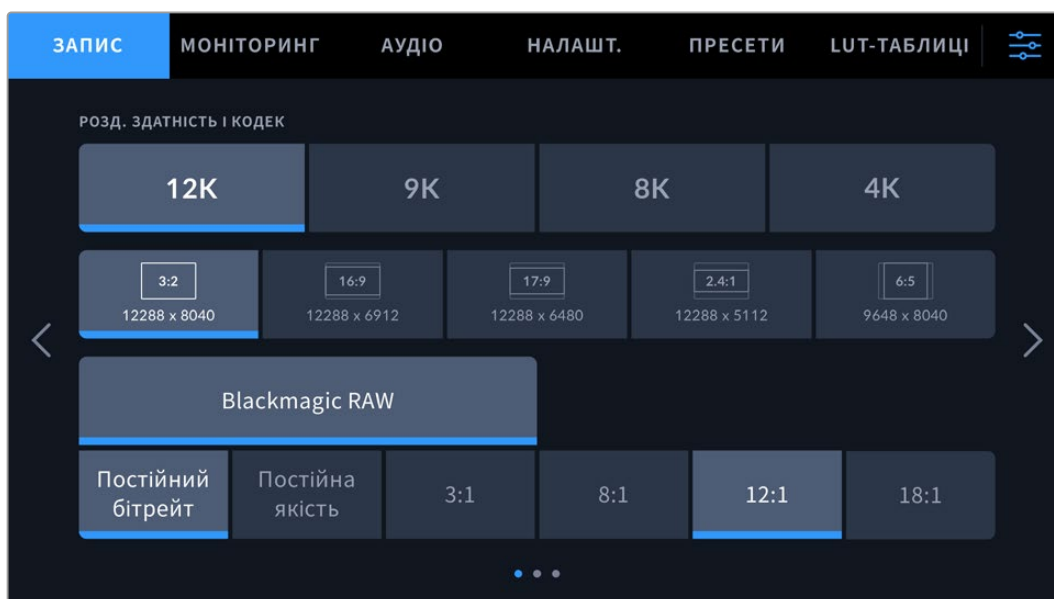 ЗАПИС МОНІТОРИНГ АУДІО НАЛАШТ. ПРЕСЕТИ LUT-ТАБЛИЦІ
РОЗД. ЗДАТНІСТЬ І КОДЕК
12K 9K 8K 4K
3:2 16:9 17:9 2.4:1 6:5
12288 x 8040 12288 x 6912 12288 x 6480 12288 x 5112 9648 x 8040
Blackmagic RAW
Постійний Постійна
бітрейт якість 3:1 8:1 12:1 18:1